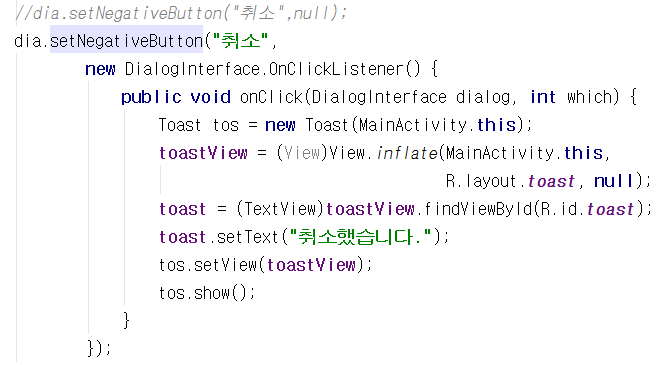 //dia.setNegativeButton("취소",null);
dia.setNegativeButton("취소",
new DialogInterface.OnClickListener() {
public void onClick(DialogInterface dialog, int which) {
Toast tos = new Toast(MainActivity.this);
toastView = (View)View.inflate(MainActivity.this,
R.layout.toast, null);
toast = (TextView)toastView.findViewById(R.id.toast);
toast.setText("취소했습니다.");
tos.setView(toastView);
tos.show();
}
});